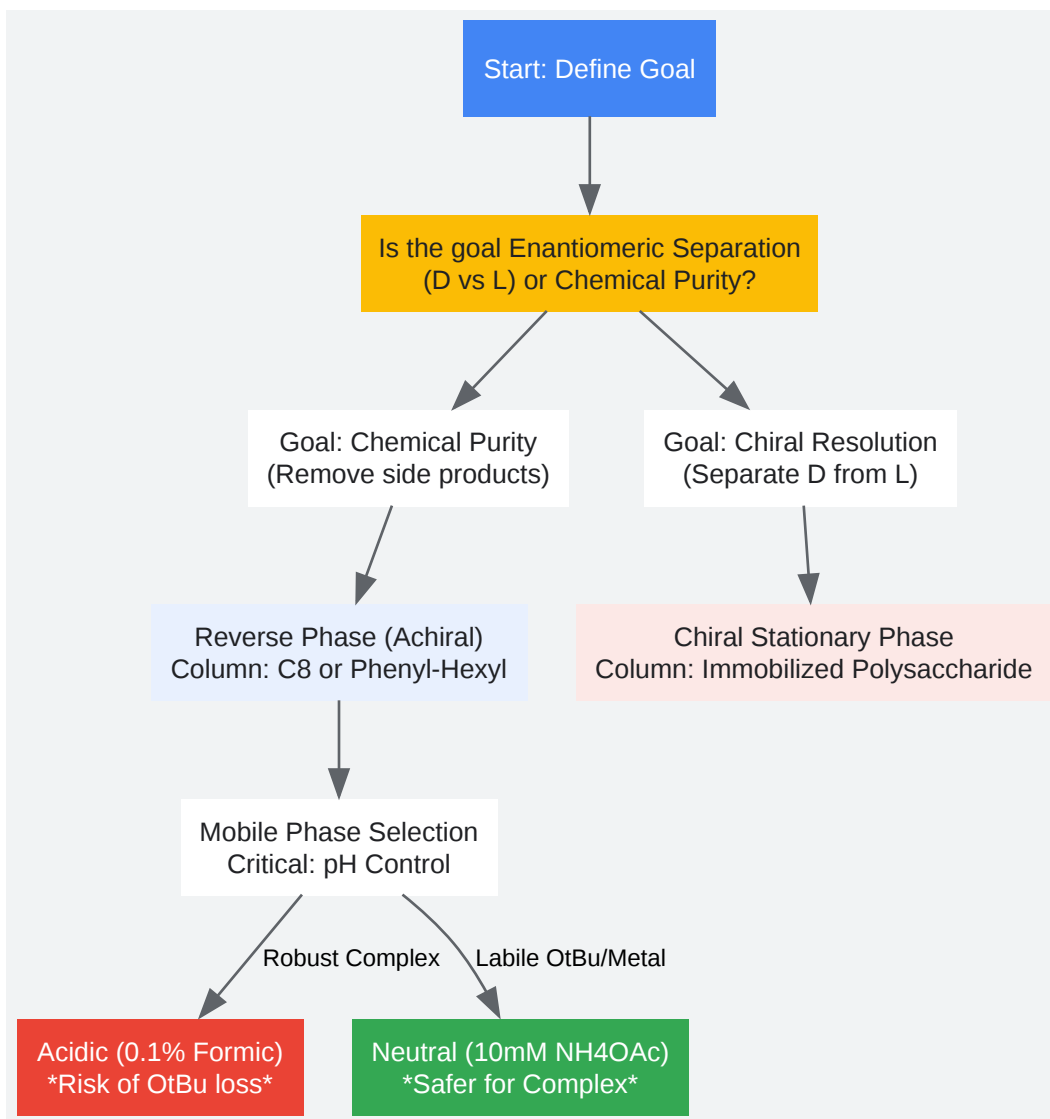 Start: Define Goal
Is the goal Enantiomeric Separation
(D vs L) or Chemical Purity?
Goal: Chemical Purity
(Remove side products)
Goal: Chiral Resolution
(Separate D from L)
Reverse Phase (Achiral)
Column: C8 or Phenyl-Hexyl
Chiral Stationary Phase
Column: Immobilized Polysaccharide
Mobile Phase Selection
Critical: pH Control
Robust Complex
Labile OtBu/Metal
Acidic (0.1% Formic)
*Risk of OtBu loss*
Neutral (10mM NH4OAc)
*Safer for Complex*